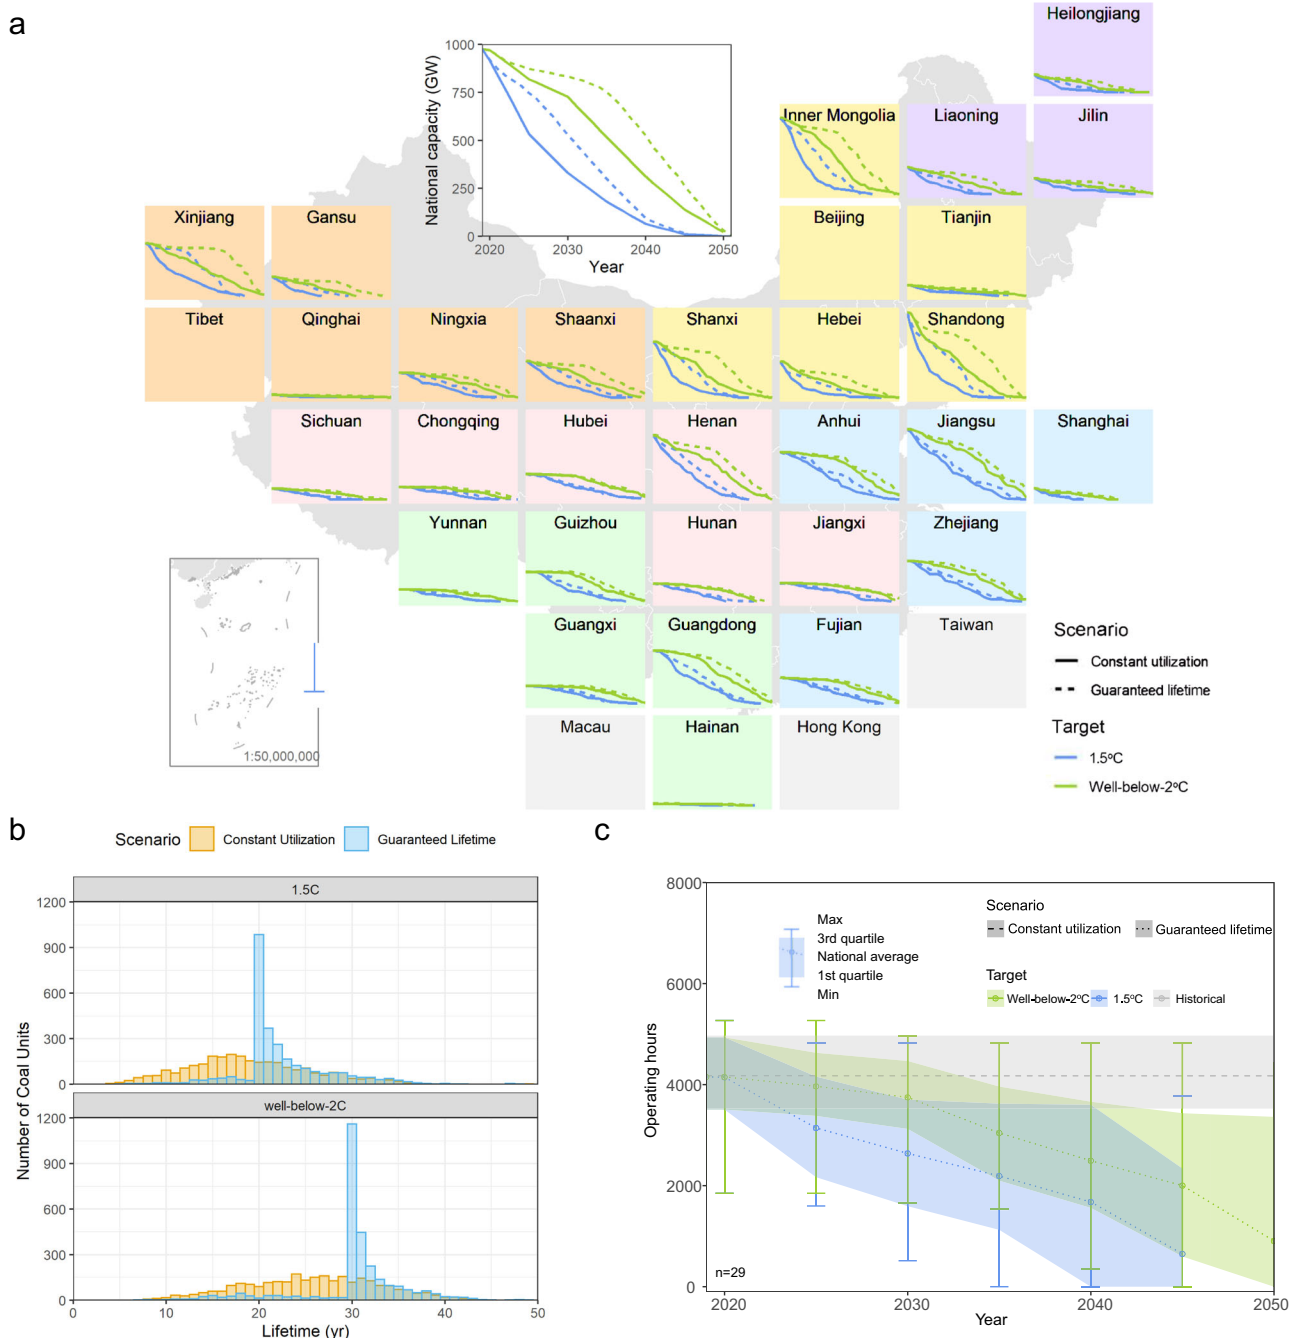 a
Heilongjiang
1000
750
500
250
0
National capacity (GW)
2020
2030
2040
2050
Year
Inner Mongolia
Liaoning
Jilin
Xinjiang
Gansu
Beijing
Tianjin
Tibet
Qinghai
Ningxia
Shaanxi
Shanxi
Hebei
Shandong
Sichuan
Chongqing
Hubei
Henan
Anhui
Jiangsu
Shanghai
Yunnan
Guizhou
Hunan
Jiangxi
Zhejiang
Guangxi
Guangdong
Fujian
Taiwan
Macau
Hainan
Hong Kong
1:50,000,000
Scenario
Constant utilization
Guaranteed lifetime
Target
1.5°C
Well-below-2°C
b
Scenario
Constant Utilization
Guaranteed Lifetime
1.5C
1200
900
600
300
0
well-below-2C
1200
900
600
300
0
Number of Coal Units
0
10
20
30
40
50
Lifetime (yr)
c
8000
6000
4000
2000
0
Operating hours
Max
3rd quartile
National average
1st quartile
Min
Scenario
Constant utilization
Guaranteed lifetime
Target
Well-below-2°C
1.5°C
Historical
n=29
2020
2030
2040
2050
Year